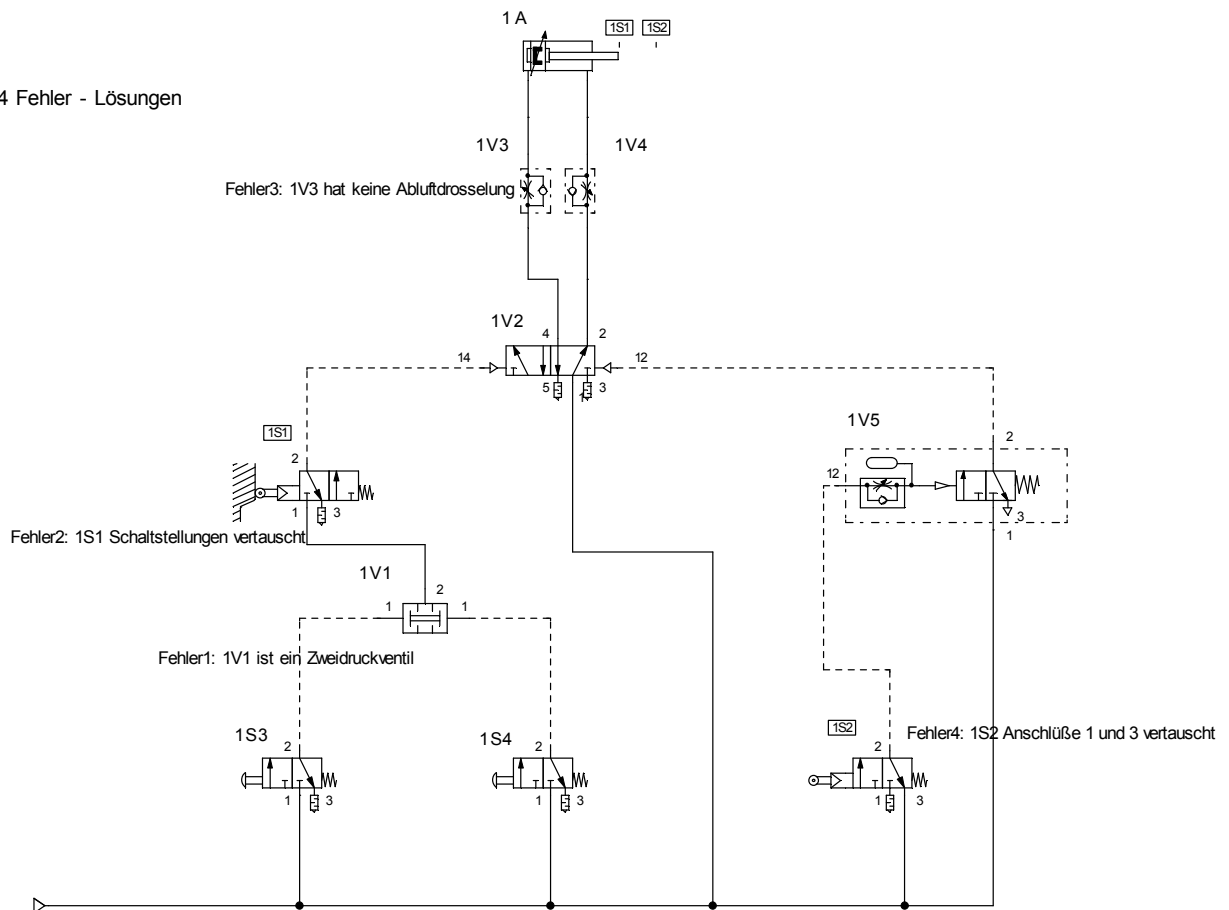 1A
1S1 1S2
4 Fehler - Lösungen
1V3 1V4
Fehler3: 1V3 hat keine Abluftdrosselung
1V2
4 2
14 12
5 1 3
1V5
2
1S1
2
12
1 3
3
1
Fehler2: 1S1 Schaltstellungen vertauscht
1V1
2
1 1
Fehler1: 1V1 ist ein Zweidruckventil
1S3 1S4 1S2
Fehler4: 1S2 Anschlüße 1 und 3 vertauscht
2 2 2
1 3 1 3 1 3